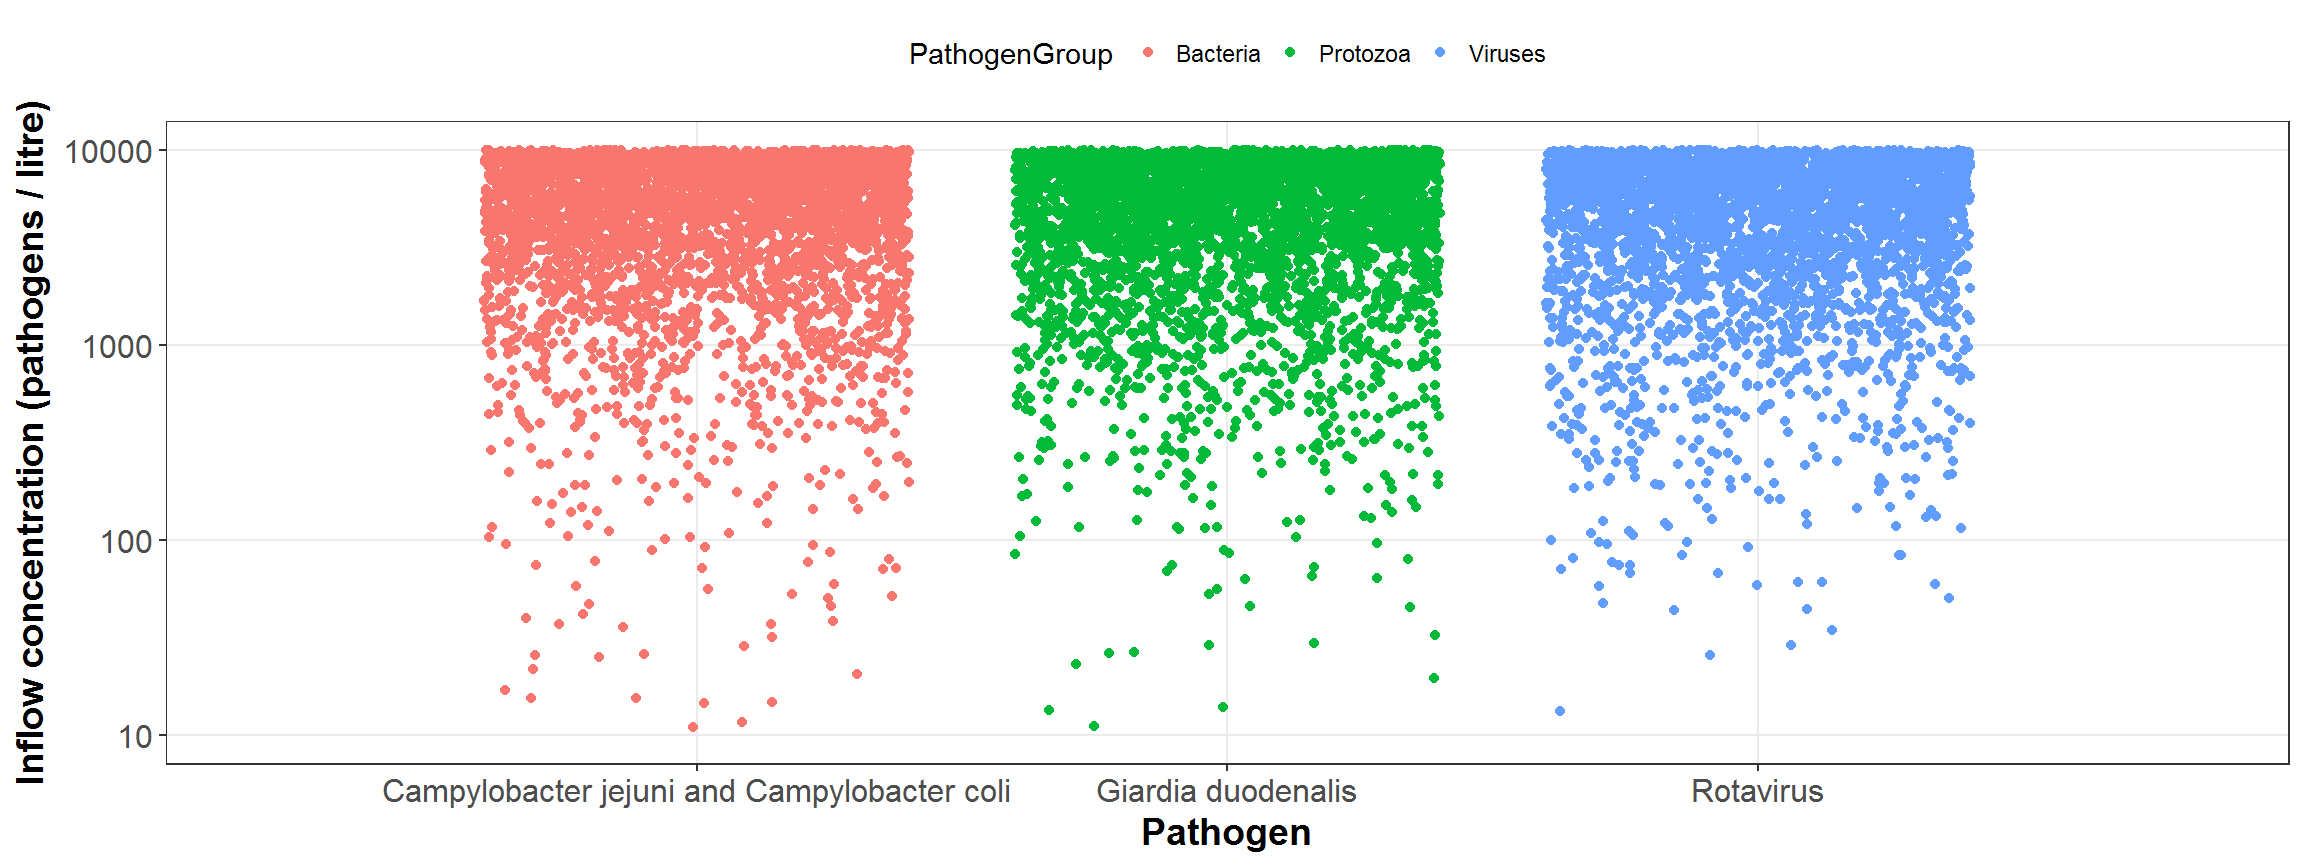 PathogenGroup Bacteria Protozoa Viruses
Inflow concentration (pathogens / litre)
10000
1000
100
10
Campylobacter jejuni and Campylobacter coli Giardia duodenalis Rotavirus
Pathogen